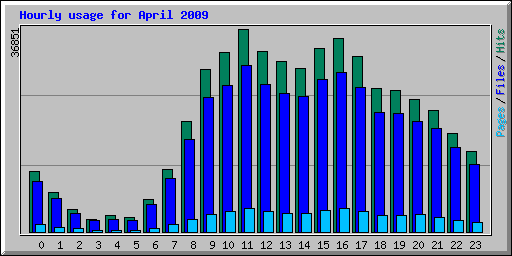 Hourly usage for April 2009
36851
Pages/Files/Hits
0 1 2 3 4 5 6 7 8 9 10 11 12 13 14 15 16 17 18 19 20 21 22 23